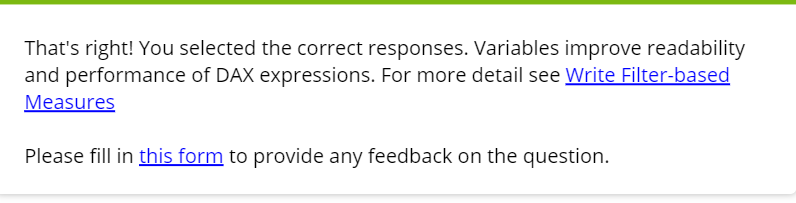 That's right! You selected the correct responses. Variables improve readability
and performance of DAX expressions. For more detail see Write Filter-based
Measures
Please fill in this form to provide any feedback on the question.